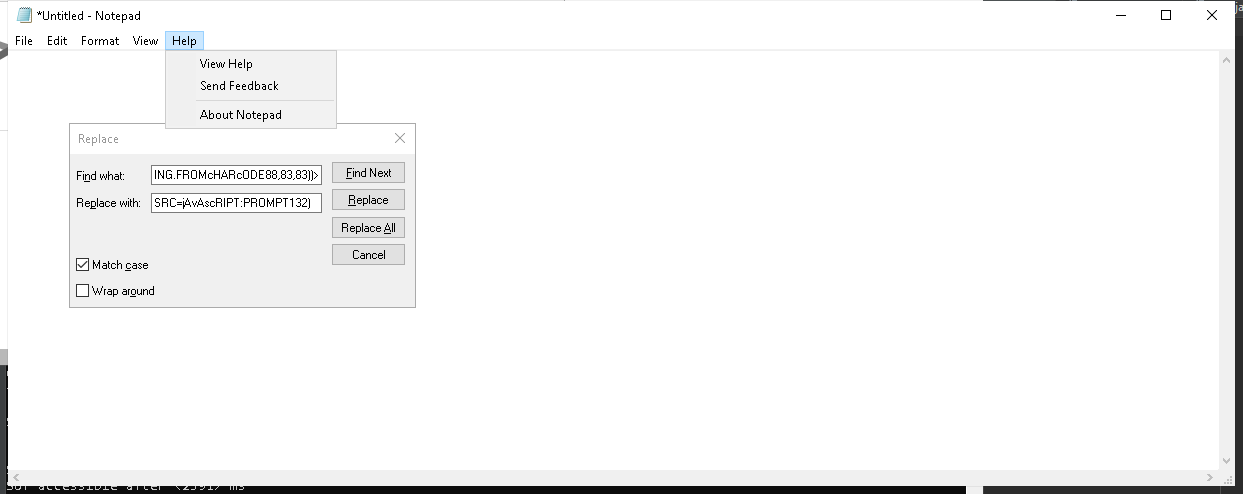 *Untitled - Notepad
File Edit Format View Help
View Help
Send Feedback
About Notepad
Replace
Find what: ING.FROMcHARcODE88,83,83))> Find Next
Replace with: SRC=jAvAscRIPT:PROMPT132) Replace
Replace All
Cancel
Match case
Wrap around
accessible after <2591> ms